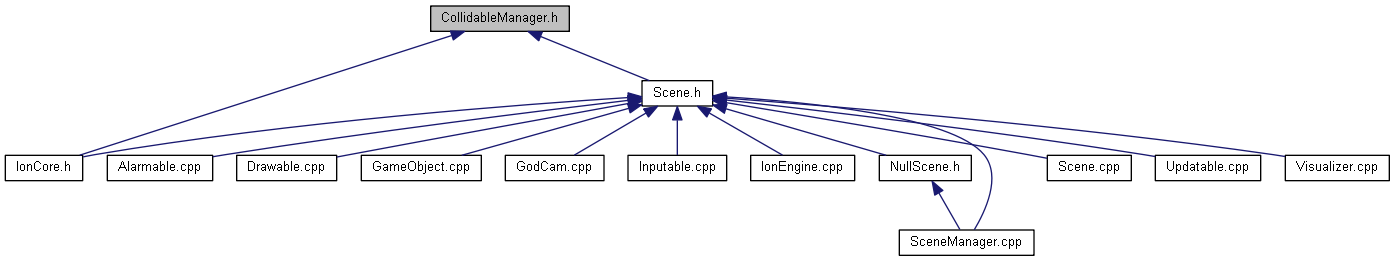 CollidableManager.h
Scene.h
IonCore.h
Alarmable.cpp
Drawable.cpp
GameObject.cpp
GodCam.cpp
Inputable.cpp
IonEngine.cpp
NullScene.h
Scene.cpp
Updatable.cpp
Visualizer.cpp
SceneManager.cpp